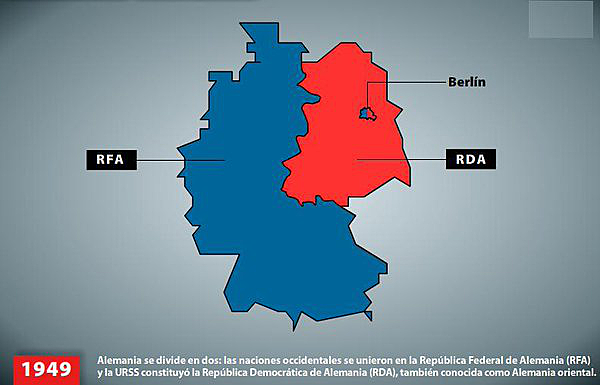 Berlín
RFA
RDA
1949
Alemania se divide en dos: las naciones occidentales se unieron en la República Federal de Alemania (RFA)
y la URSS constituyó la República Democrática de Alemania (RDA), también conocida como Alemania oriental.